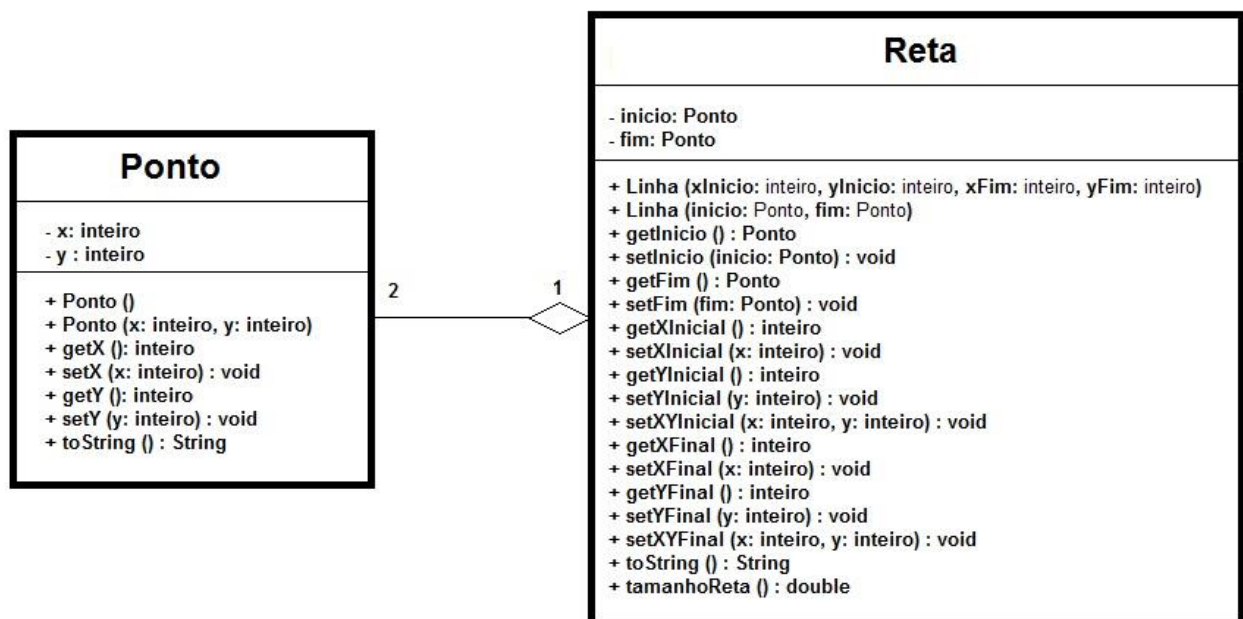 Ponto
- x: inteiro
- y : inteiro
+ Ponto ()
+ Ponto (x: inteiro, y: inteiro)
+ getX (): inteiro
+ setX (x: inteiro) : void
+ getY (): inteiro
+ setY (y: inteiro) : void
+ toString () : String
2
1
Reta
- inicio: Ponto
- fim: Ponto
+ Linha (xInicio: inteiro, yInicio: inteiro, xFim: inteiro, yFim: inteiro)
+ Linha (inicio: Ponto, fim: Ponto)
+ getInicio () : Ponto
+ setInicio (inicio: Ponto) : void
+ getFim () : Ponto
+ setFim (fim: Ponto) : void
+ getXInicial () : inteiro
+ setXInicial (x: inteiro) : void
+ getYInicial () : inteiro
+ setYInicial (y: inteiro) : void
+ setXYInicial (x: inteiro, y: inteiro) : void
+ getXFinal () : inteiro
+ setXFinal (x: inteiro) : void
+ getYFinal () : inteiro
+ setYFinal (y: inteiro) : void
+ setXYFinal (x: inteiro, y: inteiro) : void
+ toString () : String
+ tamanhoReta () : double